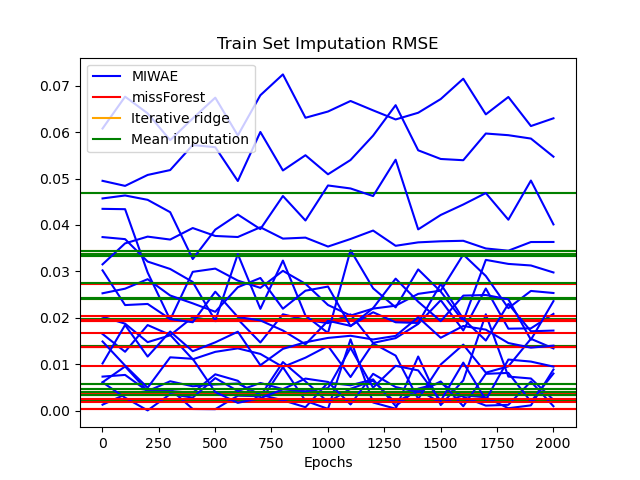 Train Set Imputation RMSE
MIWAE
missForest
Iterative ridge
Mean imputation
0.07
0.06
0.05
0.04
0.03
0.02
0.01
0.00
0 250 500 750 1000 1250 1500 1750 2000
Epochs